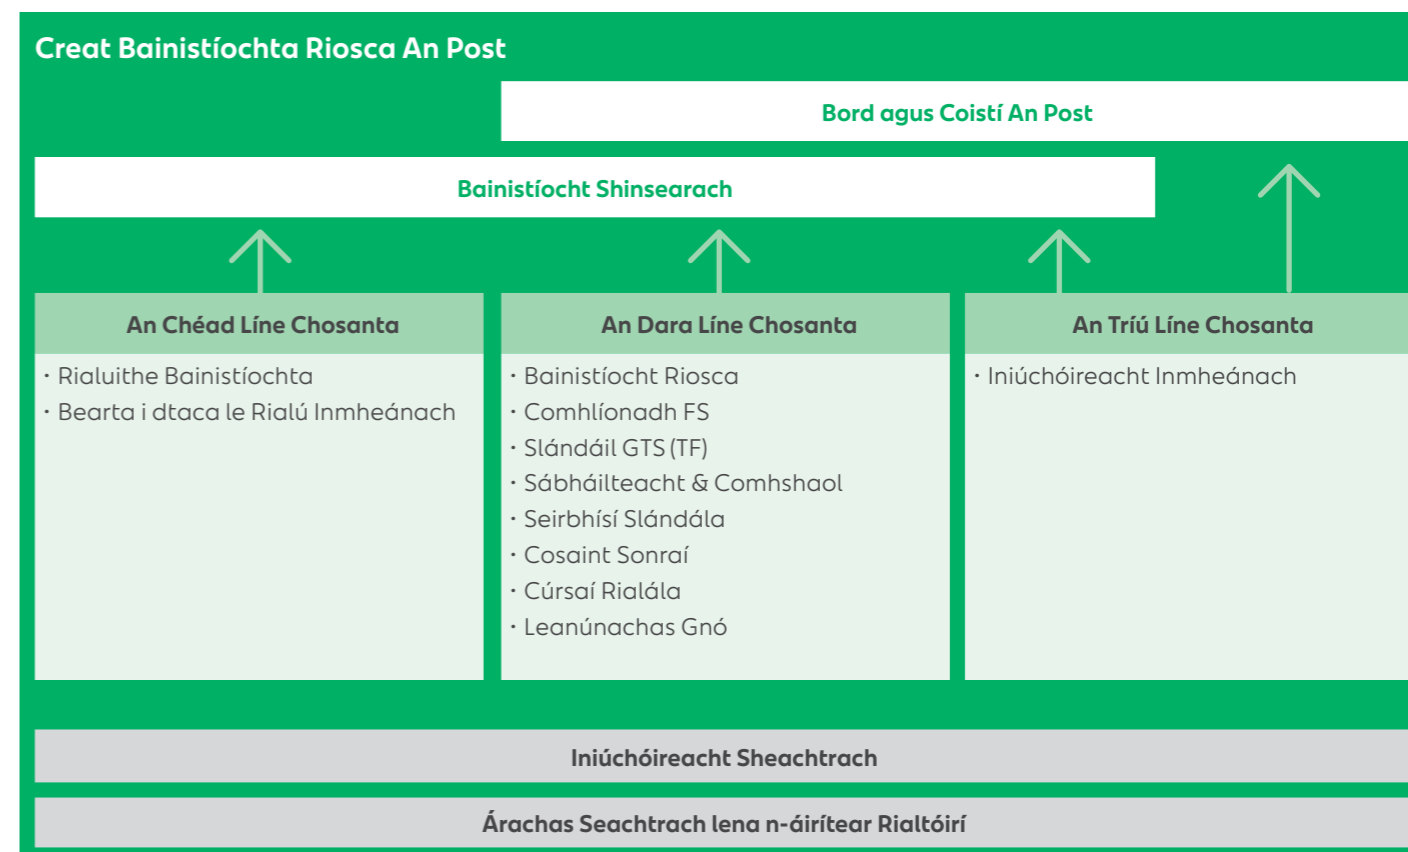 Creat Bainistíochta Riosca An Post
Bord agus Coistí An Post
Bainistíocht Shinsearach
An Chéad Líne Chosanta
· Rialuithe Bainistíochta
· Bearta i dtaca le Rialú Inmheánach
An Dara Líne Chosanta
· Bainistíocht Riosca
· Comhlíonadh FS
· Slándáil GTS (TF)
· Sábháilteacht & Comhshaol
· Seirbhísí Slándála
· Cosaint Sonraí
· Cúrsaí Rialála
· Leanúnachas Gnó
An Tríú Líne Chosanta
· Iniúchóireacht Inmheánach
Iniúchóireacht Sheachtrach
Árachas Seachtrach lena n-áirítear Rialtóirí